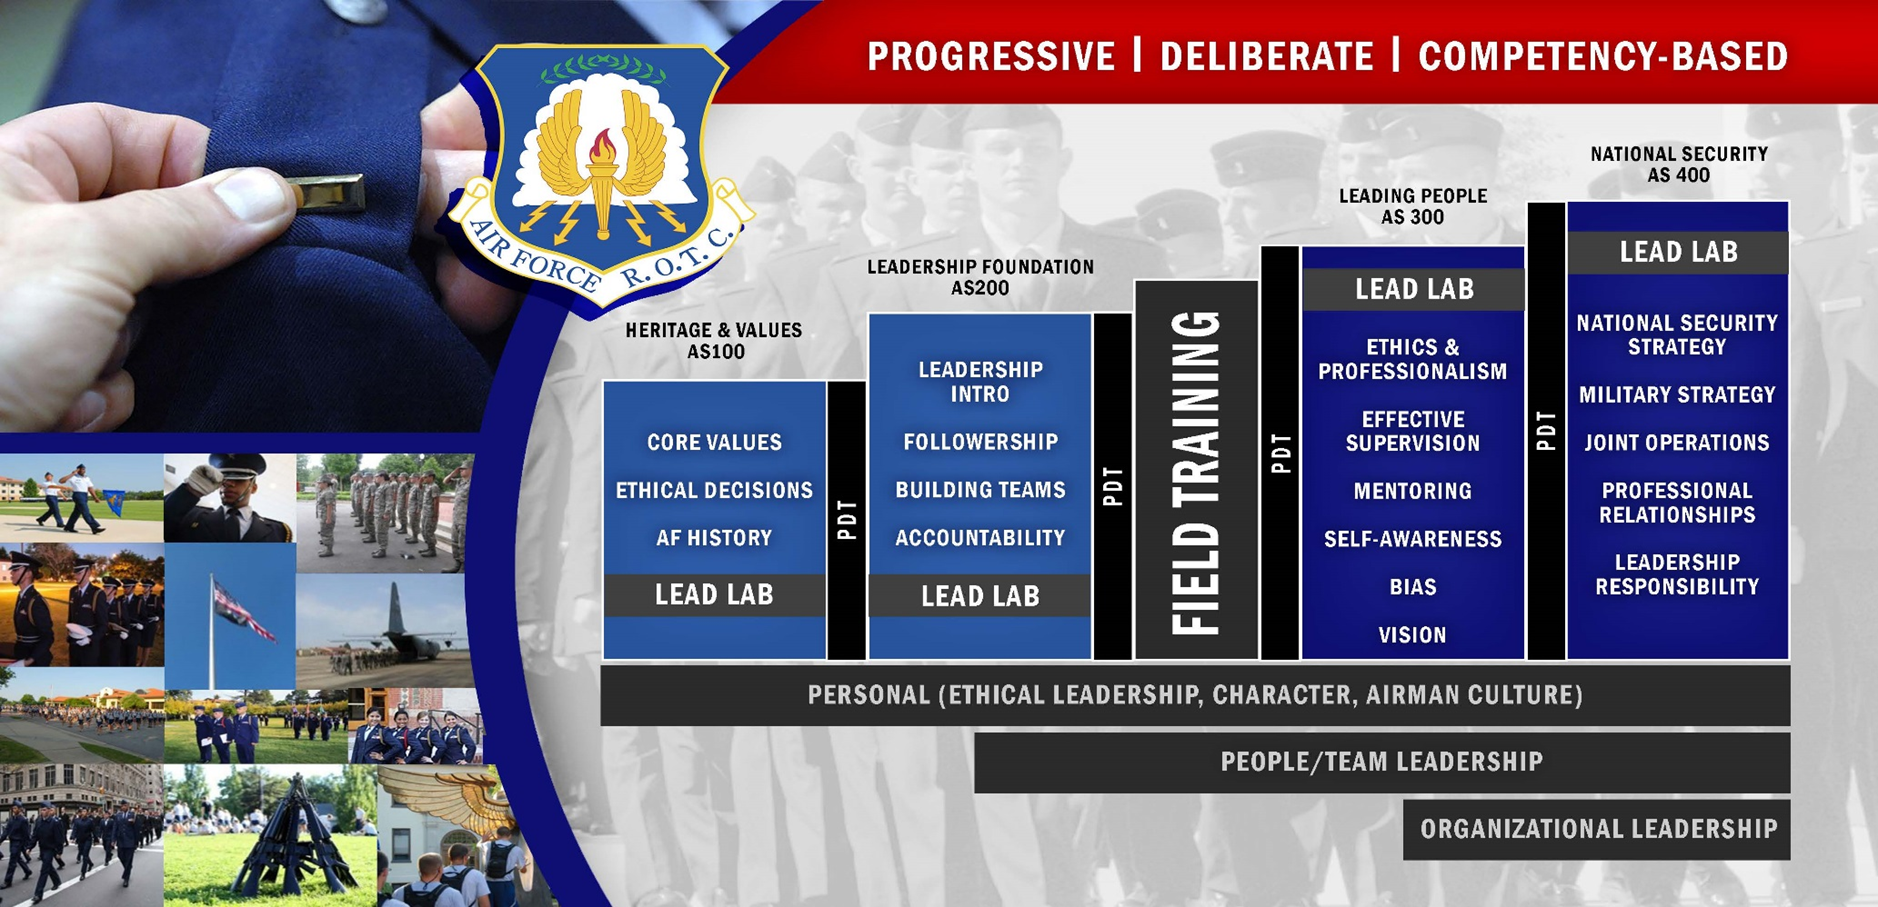 PROGRESSIVE | DELIBERATE | COMPETENCY-BASED
AIR FORCE R.O.T.C.
HERITAGE & VALUES
AS100
CORE VALUES
ETHICAL DECISIONS
AF HISTORY
LEAD LAB
PDT
LEADERSHIP FOUNDATION
AS200
LEADERSHIP
INTRO
FOLLOWERSHIP
BUILDING TEAMS
ACCOUNTABILITY
LEAD LAB
PDT
FIELD TRAINING
PDT
LEADING PEOPLE
AS 300
LEAD LAB
ETHICS &
PROFESSIONALISM
EFFECTIVE
SUPERVISION
MENTORING
SELF-AWARENESS
BIAS
VISION
PDT
NATIONAL SECURITY
AS 400
LEAD LAB
NATIONAL SECURITY
STRATEGY
MILITARY STRATEGY
JOINT OPERATIONS
PROFESSIONAL
RELATIONSHIPS
LEADERSHIP
RESPONSIBILITY
PERSONAL (ETHICAL LEADERSHIP, CHARACTER, AIRMAN CULTURE)
PEOPLE/TEAM LEADERSHIP
ORGANIZATIONAL LEADERSHIP